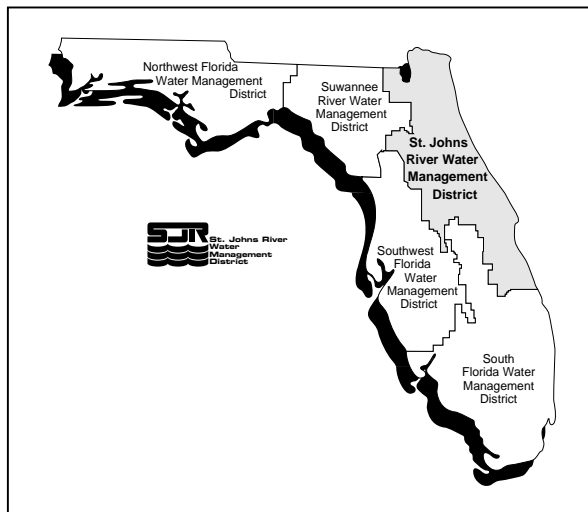 Northwest Florida
Water Management
District
Suwannee
River Water
Management
District
St. Johns
River Water
Management
District
SJR
St. Johns River
Water
Management
District
Southwest
Florida
Water
Management
District
South
Florida Water
Management
District